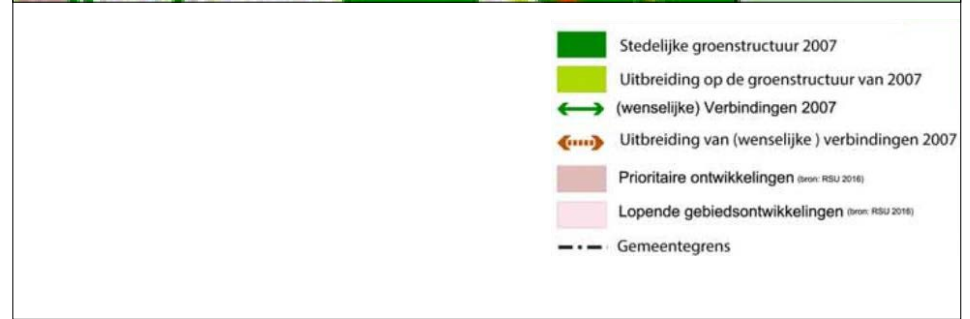 Stedelijke groenstructuur 2007
Uitbreiding op de groenstructuur van 2007
(wenselijke) Verbindingen 2007
Uitbreiding van (wenselijke ) verbindingen 2007
Prioritaire ontwikkelingen (bron: RSU 2016)
Lopende gebiedsontwikkelingen (bron: RSU 2016)
Gemeentegrens